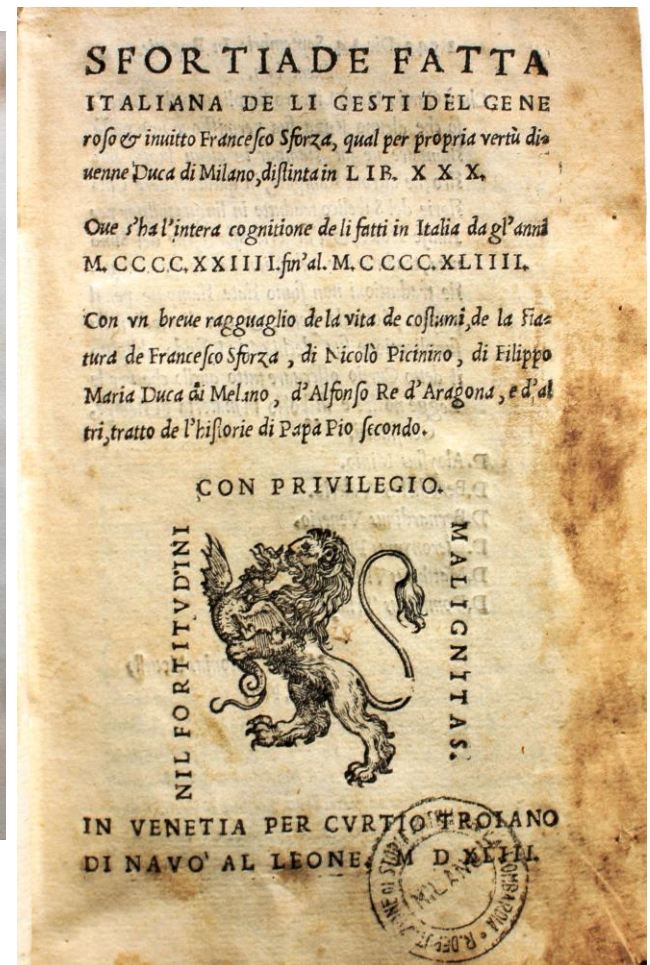 SFORTIADE FATTA
ITALIANA DE LI GESTI DEL GENE
roso & inuitto Francesco Sforza, qual per propria vertù di=
uenne Duca di Milano, distinta in LIB. XXX.
Oue s'ha l'intera cognitione de li fatti in Italia da gl'anni
M. CCCC. XXIIII. fin'al. M. CCCC. XLIIII.
Con vn breue ragguaglio de la vita de costumi, de la sta=
tura de Francesco Sforza, di Nicolò Picinino, di Filippo
Maria Duca di Melano, d'Alfonso Re d'Aragona, e d'al
tri, tratto de l'historie di Papa Pio secondo.
CON PRIVILEGIO.
NIL FORTITVDINI
MALIGNITAS.
IN VENETIA PER CVRTIO TROIANO
DI NAVO' AL LEONE. M D XLIII.
MILANO
LOMBARDIA * R. DEP